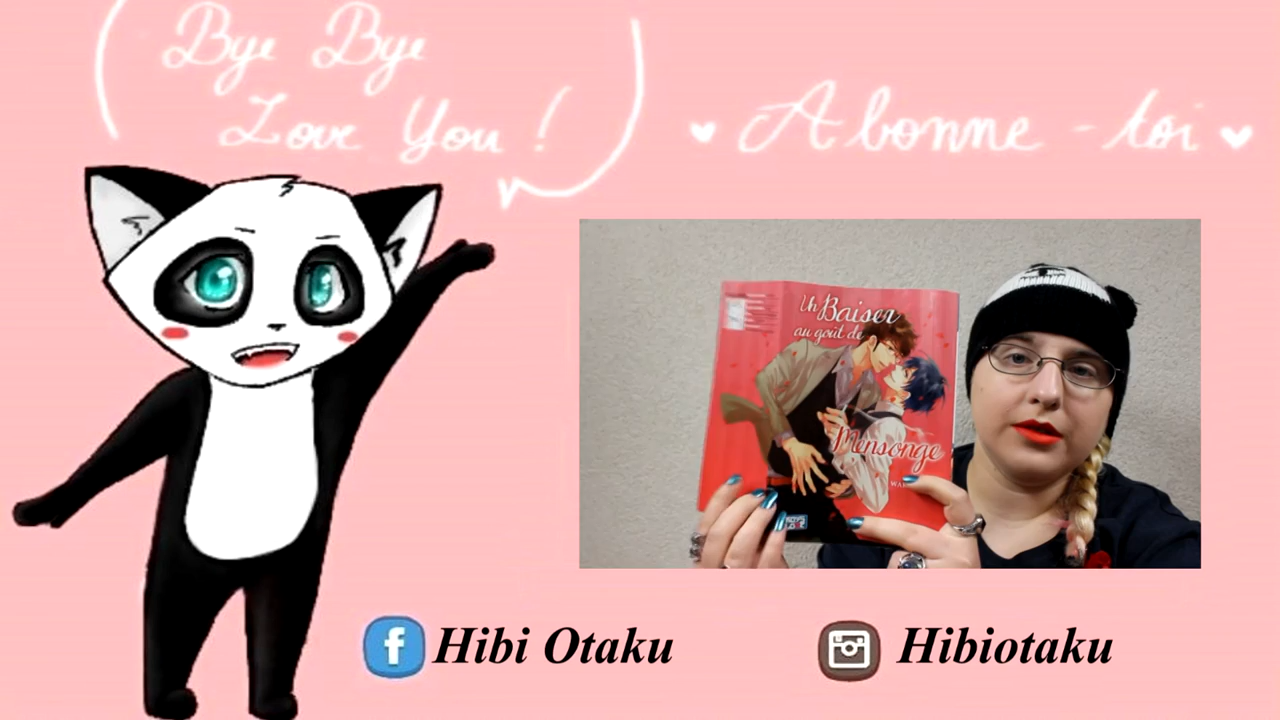 Bye Bye
Love You !
Abonne-toi
Un Baiser
au goût de
Mensonge
Hibi Otaku
Hibiotaku